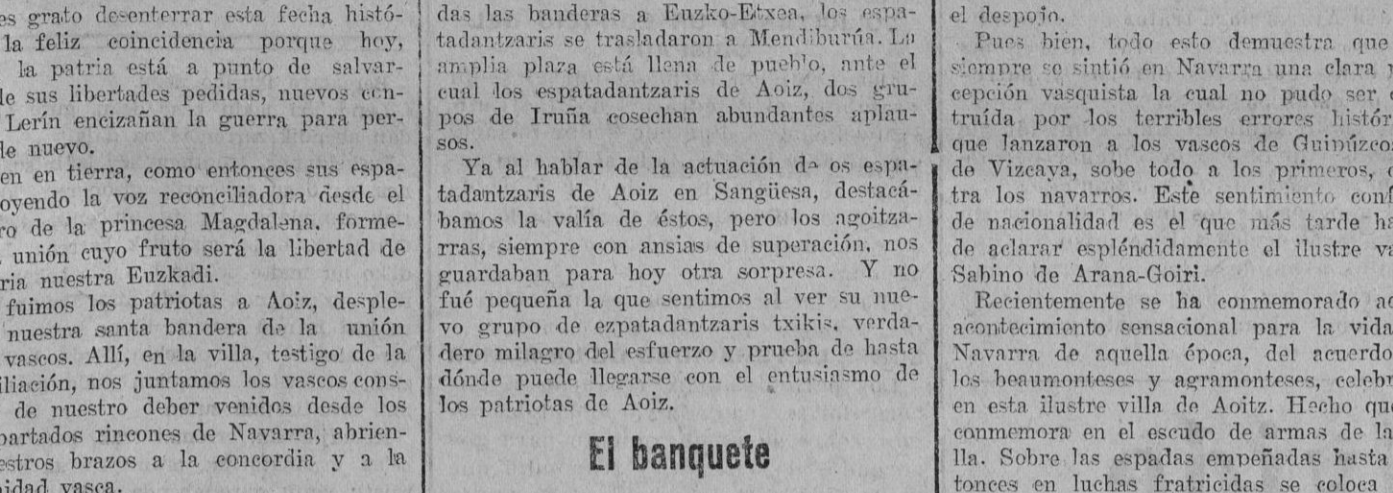 es grato desenterrar esta fecha histó-
la feliz coincidencia porque hoy,
la patria está a punto de salvar-
de sus libertades pedidas, nuevos con-
Lerín encizañan la guerra para per-
de nuevo.
en en tierra, como entonces sus espa-
oyendo la voz reconciliadora desde el
ro de la princesa Magdalena, forme-
unión cuyo fruto será la libertad de
ria nuestra Euzkadi.
fuimos los patriotas a Aoiz, desple-
nuestra santa bandera de la unión
vascos. Allí, en la villa, testigo de la
iliación, nos juntamos los vascos cons-
de nuestro deber venidos desde los
partados rincones de Navarra, abrien-
estros brazos a la concordia y a la
nidad vasca.
das las banderas a Euzko-Etxea, los espa-
tadantzaris se trasladaron a Mendiburúa. La
amplia plaza está llena de pueblo, ante el
cual los espatadantzaris de Aoiz, dos gru-
pos de Iruña cosechan abundantes aplau-
sos.
Ya al hablar de la actuación de os espa-
tadantzaris de Aoiz en Sangüesa, destacá-
bamos la valía de éstos, pero los agoitza-
rras, siempre con ansias de superación, nos
guardaban para hoy otra sorpresa. Y no
fué pequeña la que sentimos al ver su nue-
vo grupo de ezpatadantzaris txikis, verda-
dero milagro del esfuerzo y prueba de hasta
dónde puede llegarse con el entusiasmo de
los patriotas de Aoiz.
El banquete
el despojo.
Pues bien, todo esto demuestra que
siempre se sintió en Navarra una clara
cepción vasquista la cual no pudo ser
truída por los terribles errores histór
que lanzaron a los vascos de Guipúzco
de Vizcaya, sobe todo a los primeros,
tra los navarros. Este sentimiento conf
de nacionalidad es el que más tarde ha
de aclarar espléndidamente el ilustre va
Sabino de Arana-Goiri.
Recientemente se ha conmemorado
acontecimiento sensacional para la vida
Navarra de aquella época, del acuerdo
los beaumonteses y agramonteses, celebr
en esta ilustre villa de Aoitz. Hecho que
conmemora en el escudo de armas de la
lla. Sobre las espadas empeñadas hasta
tonces en luchas fratricidas se coloca